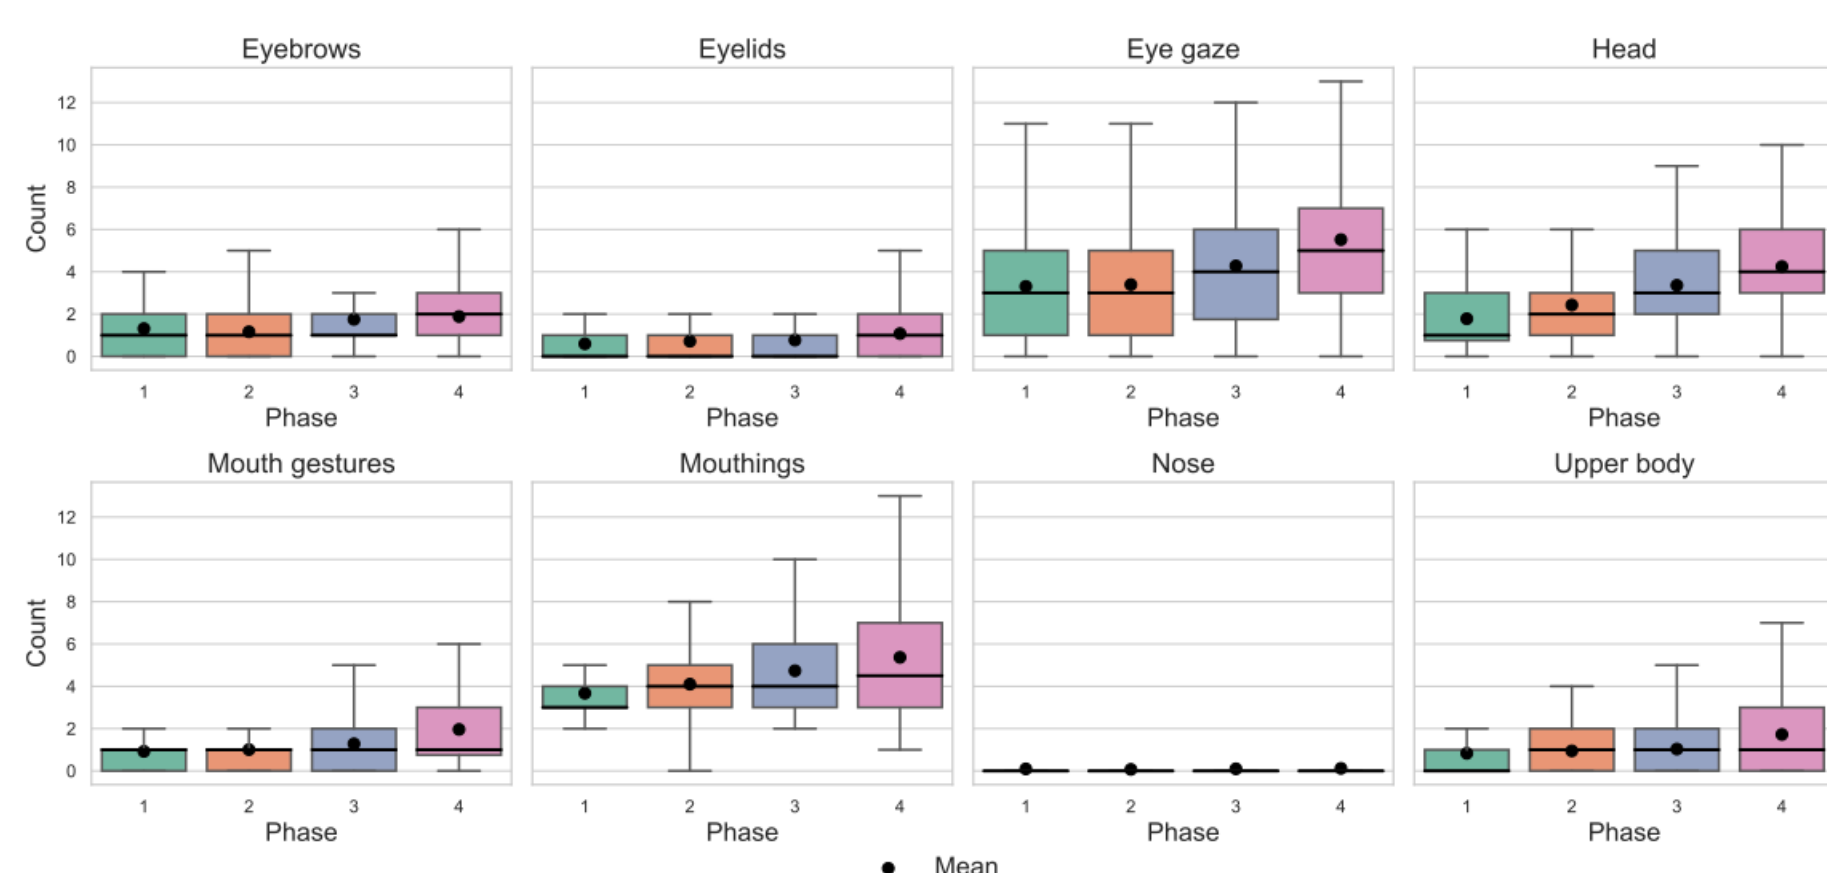 Eyebrows Eyelids Eye gaze Head
12
10
8
6
4
2
0
Count
1 2 3 4 1 2 3 4 1 2 3 4 1 2 3 4
Phase Phase Phase Phase
Mouth gestures Mouthings Nose Upper body
12
10
8
6
4
2
0
Count
1 2 3 4 1 2 3 4 1 2 3 4 1 2 3 4
Phase Phase Phase Phase
Mean